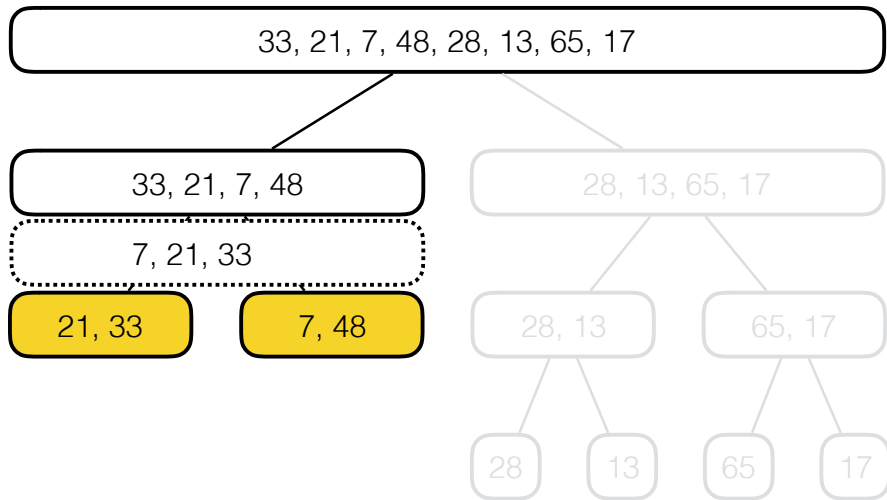 33, 21, 7, 48, 28, 13, 65, 17
33, 21, 7, 48
28, 13, 65, 17
7, 21, 33
21, 33
7, 48
28, 13
65, 17
28
13
65
17